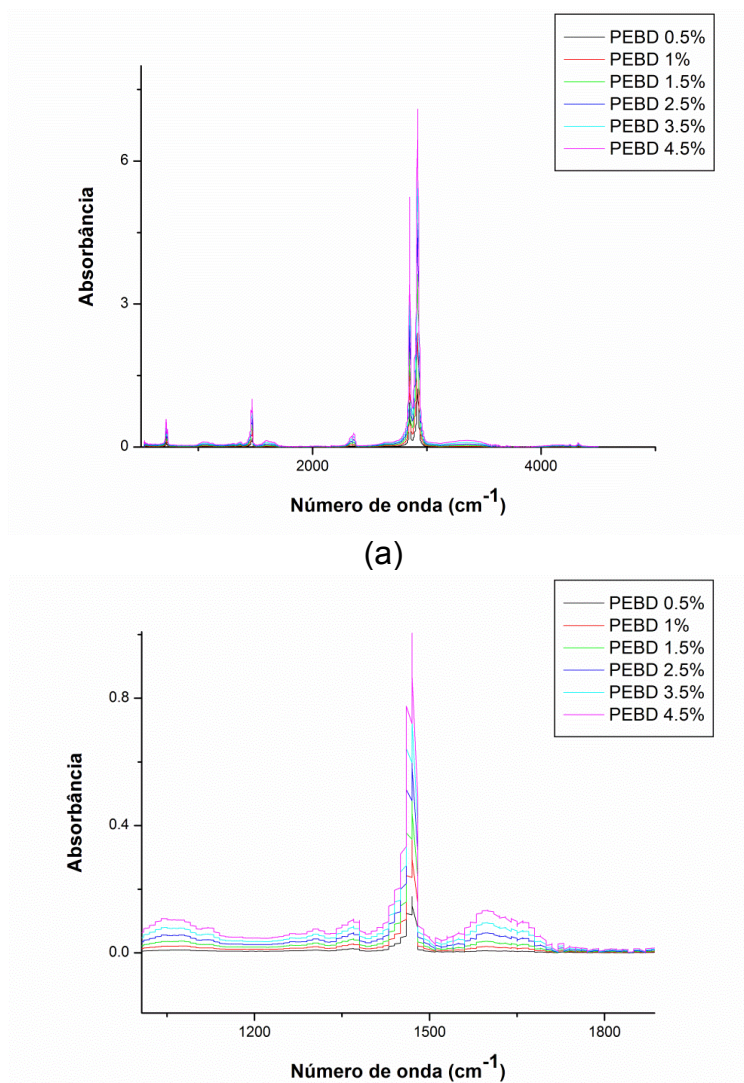 PEBD 0.5%
PEBD 1%
PEBD 1.5%
PEBD 2.5%
PEBD 3.5%
PEBD 4.5%
6
3
0
Absorbância
2000
4000
Número de onda (cm-1)
(a)
PEBD 0.5%
PEBD 1%
PEBD 1.5%
PEBD 2.5%
PEBD 3.5%
PEBD 4.5%
0.8
0.4
0.0
Absorbância
1200
1500
1800
Número de onda (cm-1)